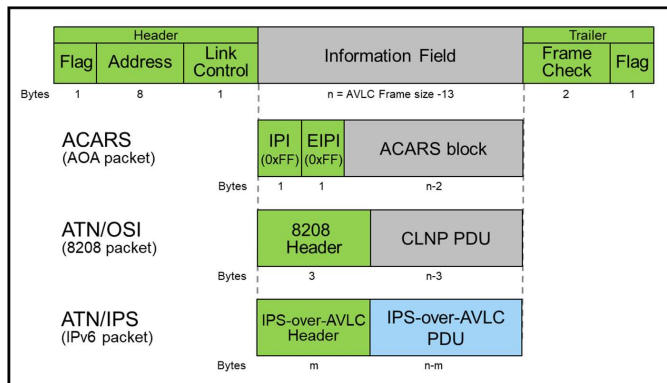 Header
Trailer
Flag
Address
Link
Control
Information Field
Frame
Check
Flag
Bytes
1
8
1
n = AVLC Frame size -13
2
1
ACARS
(AOA packet)
IPI
(0xFF)
EIPI
(0xFF)
ACARS block
Bytes
1
1
n-2
ATN/OSI
(8208 packet)
8208
Header
CLNP PDU
Bytes
3
n-3
ATN/IPS
(IPv6 packet)
IPS-over-AVLC
Header
IPS-over-AVLC
PDU
Bytes
m
n-m